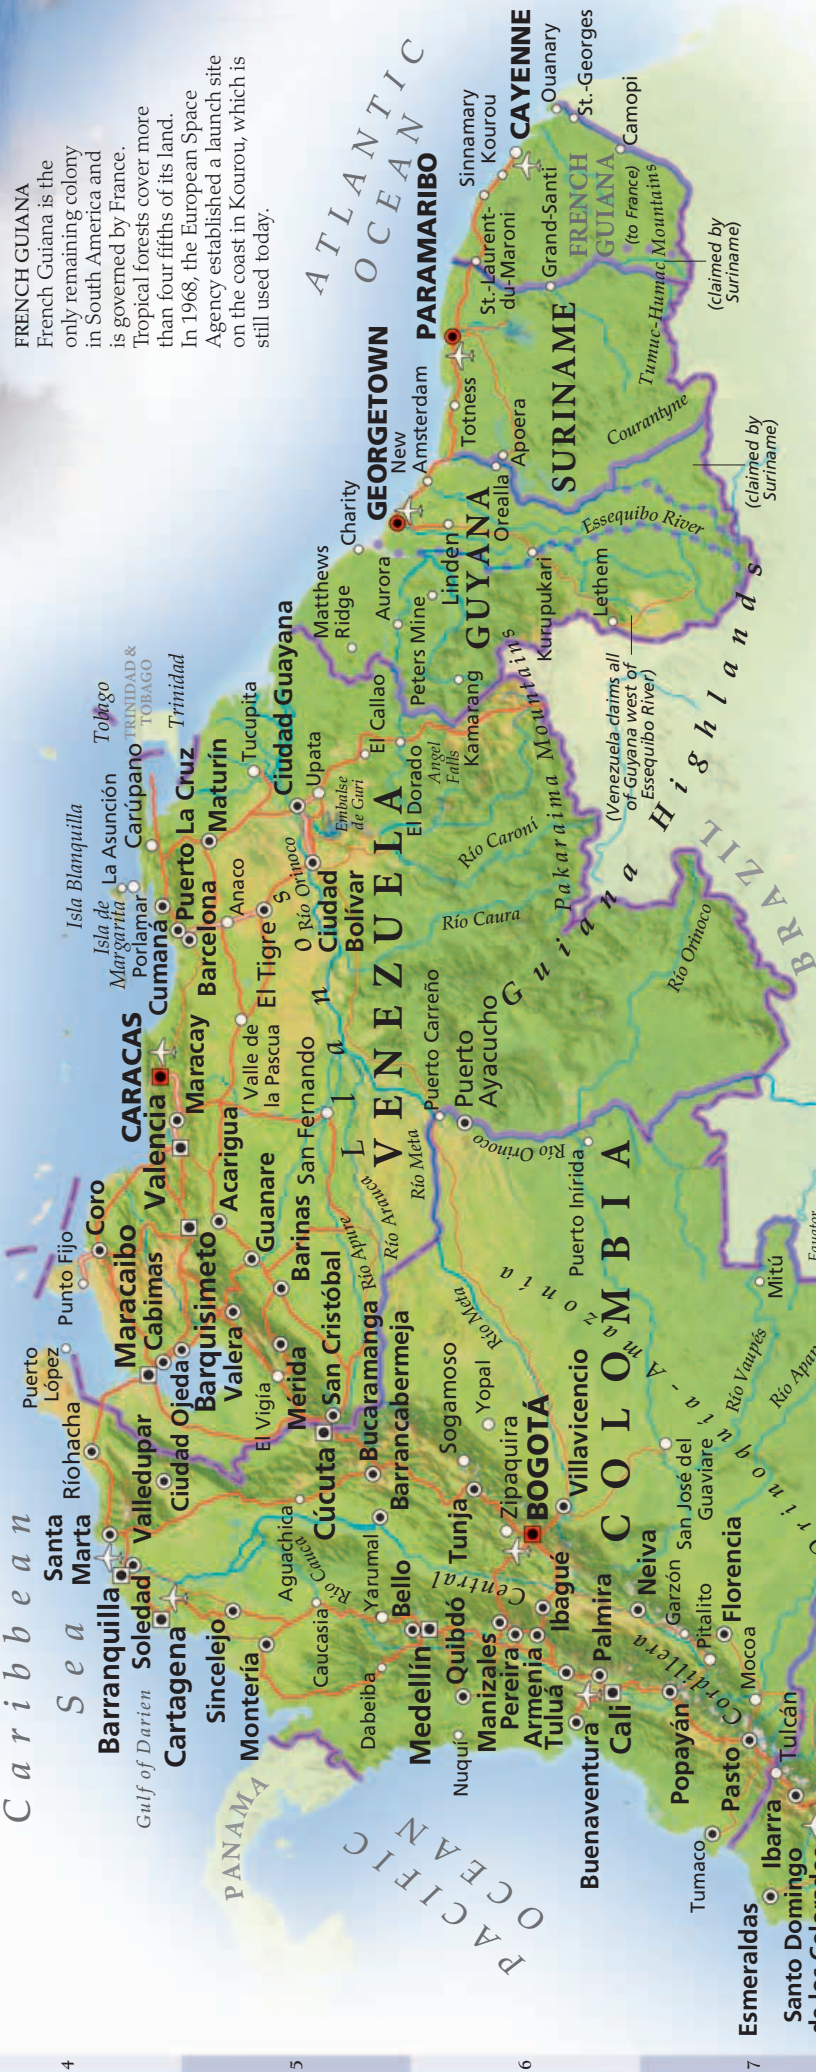 FRENCH GUIANA
French Guiana is the
only remaining colony
in South America and
is governed by France.
Tropical forests cover more
than four fifths of its land.
In 1968, the European Space
Agency established a launch site
on the coast in Kourou, which is
still used today.
Caribbean
Sea
ATLANTIC
OCEAN
PACIFIC
OCEAN
PANAMA
Gulf of Darien
Puerto
López
Punto Fijo
Coro
Ríohacha
Santa
Marta
Barranquilla
Soledad
Cartagena
Valledupar
Sincelejo
Montería
Maracaibo
Cabimas
Ciudad Ojeda
Barquisimeto
Valera
El Vigía
Mérida
San Cristóbal
Cúcuta
Bucaramanga
Barrancabermeja
Aguachica
Río Cauca
Caucasia
Yarumal
Dabeiba
Bello
Medellín
Quibdó
Nuquí
Manizales
Pereira
Armenia
Tuluá
Ibagué
Buenaventura
Cali
Palmira
Popayán
Pasto
Tumaco
Cordillera
Central
Neiva
Garzón
Pitalito
Florencia
Mocoa
Tulcán
Ibarra
Esmeraldas
Santo Domingo
de los Colorados
Tunja
Sogamoso
Yopal
Zipaquira
BOGOTÁ
Villavicencio
San José del
Guaviare
COLOMBIA
Orinoquia-Amazonia
Río Meta
Río Vaupés
Río Apap
Mitú
Equator
Puerto Inírida
Río Orinoco
CARACAS
Valencia
Maracay
Acarigua
Guanare
Barinas
Río Apure
Río Arauca
Río Meta
San Fernando
Valle de
la Pascua
Llanos
VENEZUELA
Puerto Carreño
Puerto
Ayacucho
Isla Blanquilla
Isla de
Margarita
La Asunción
Porlamar
Carúpano
Cumaná
Puerto La Cruz
Barcelona
Maturín
Anaco
El Tigre
Río Orinoco
Ciudad
Bolívar
Tobago
TRINIDAD &
TOBAGO
Trinidad
Tucupita
Ciudad Guayana
Upata
Embalse
de Guri
El Callao
El Dorado
Angel
Falls
Río Caroní
Río Caura
Pakaraima Mountains
Guiana Highlands
Río Orinoco
BRAZIL
Matthews
Ridge
Charity
GEORGETOWN
New
Amsterdam
Aurora
Peters Mine
Linden
Kamarang
GUYANA
Orealla
Kurupukari
Lethem
Essequibo River
(Venezuela claims all
of Guyana west of
Essequibo River)
PARAMARIBO
Totness
Apoera
SURINAME
Courantyne
(claimed by
Suriname)
Tumuc-Humac Mountains
(claimed by
Suriname)
Sinnamary
Kourou
CAYENNE
St.-Laurent-
du-Maroni
Grand-Santi
FRENCH
GUIANA
(to France)
Ouanary
St.-Georges
Camopi
4
5
6
7